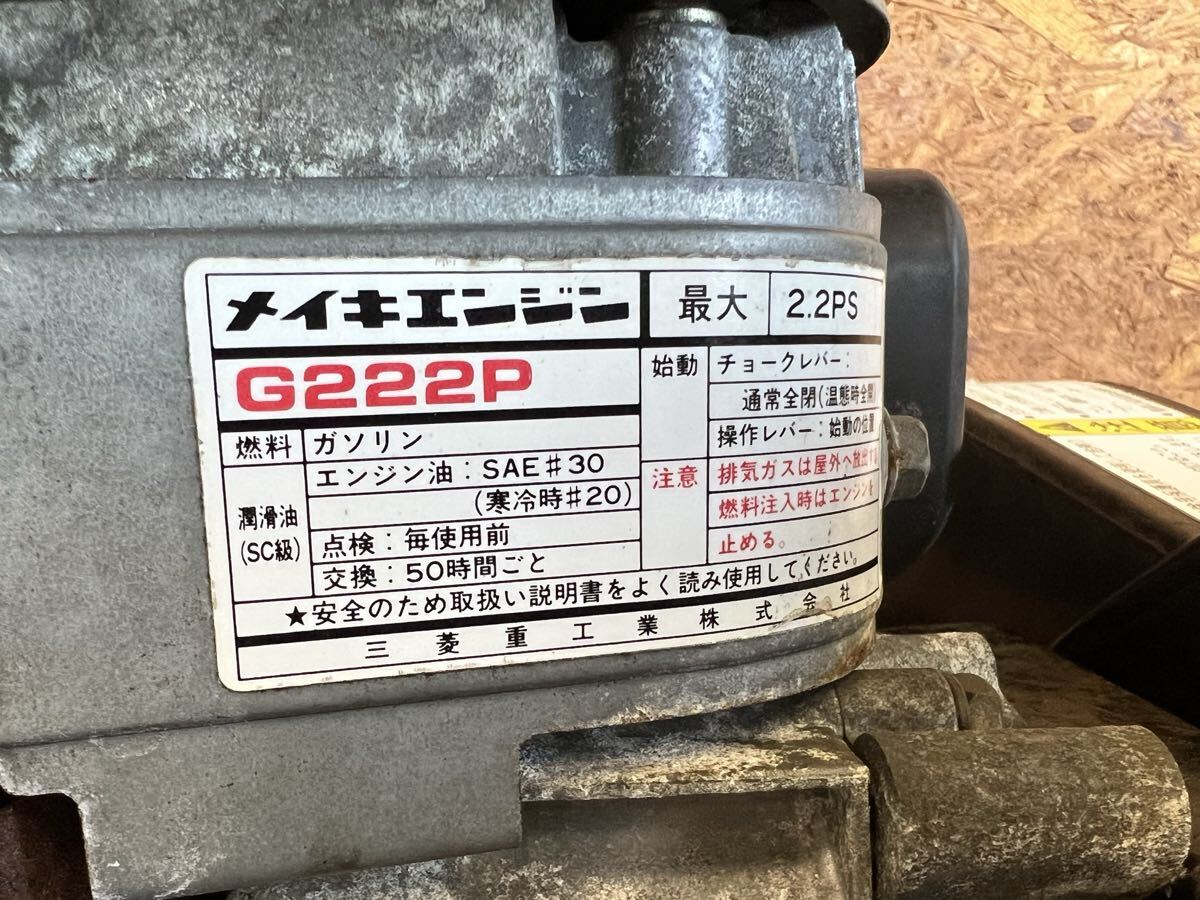 メイキエンジン
最大 2.2PS
G222P
燃料 ガソリン
潤滑油
(SC級)
エンジン油: SAE♯30
(寒冷時♯20)
点検: 毎使用前
交換: 50時間ごと
始動
チョークレバー:
通常全閉(温態時全開
操作レバー: 始動の位置
注意
排気ガスは屋外へ放出する
燃料注入時はエンジンを
止める。
★安全のため取扱い説明書をよく読み使用してください。
三菱重工業株式会社